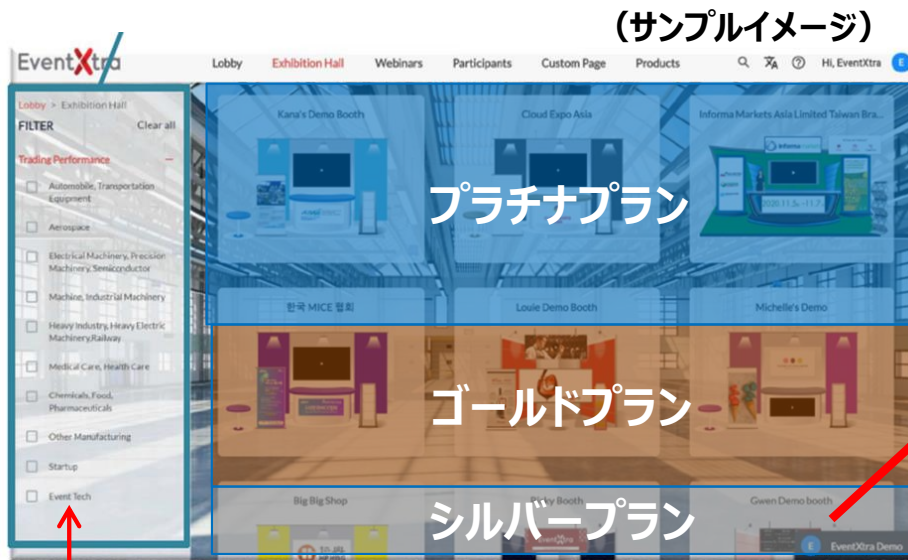 （サンプルイメージ）
EventXtra
Lobby
Exhibition Hall
Webinars
Participants
Custom Page
Products
Hi, EventXtra
E
Lobby > Exhibition Hall
FILTER
Clear all
Trading Performance
Automobile, Transportation
Equipment
Aerospace
Electrical Machinery, Precision
Machinery, Semiconductor
Machine, Industrial Machinery
Heavy Industry, Heavy Electric
Machinery,Railway
Medical Care, Health Care
Chemicals, Food,
Pharmaceuticals
Other Manufacturing
Startup
Event Tech
Kana's Demo Booth
Cloud Expo Asia
Informa Markets Asia Limited Taiwan Bra...
プラチナプラン
한국 MICE 협회
Louie Demo Booth
Michelle's Demo
ゴールドプラン
Big Big Shop
Ricky Booth
Gwen Demo booth
シルバープラン
E
EventXtra Demo